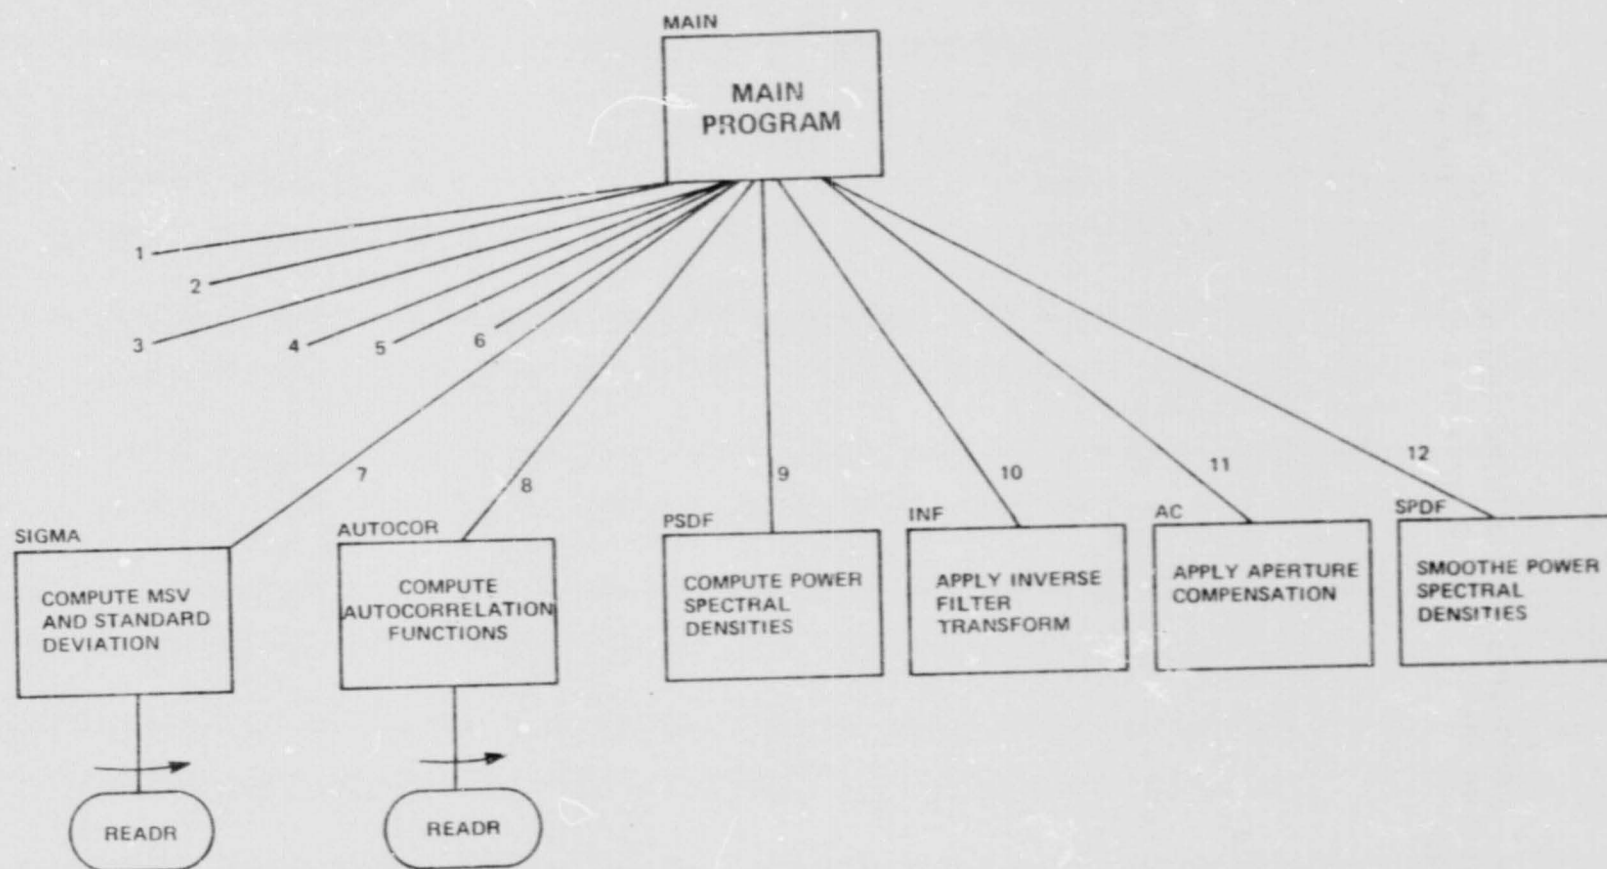 MAIN
MAIN
PROGRAM
1
2
3
4
5
6
7
8
9
10
11
12
SIGMA
COMPUTE MSV
AND STANDARD
DEVIATION
AUTOCOR
COMPUTE
AUTOCORRELATION
FUNCTIONS
PSDF
COMPUTE POWER
SPECTRAL
DENSITIES
INF
APPLY INVERSE
FILTER
TRANSFORM
AC
APPLY APERTURE
COMPENSATION
SPDF
SMOOTHE POWER
SPECTRAL
DENSITIES
READR
READR